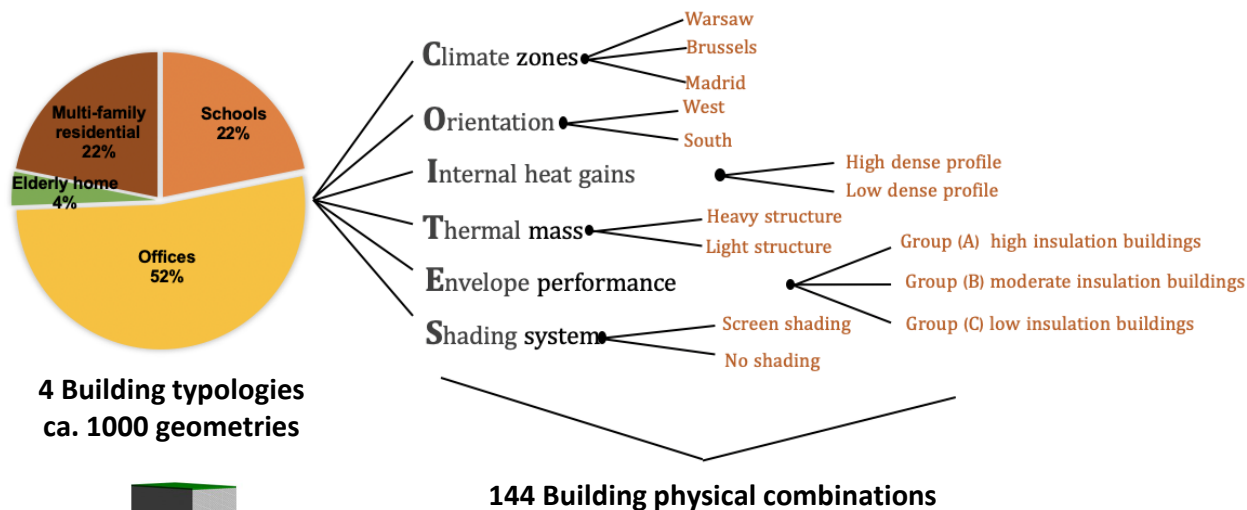 Multi-family
residential
22%
Schools
22%
Elderly home
4%
Offices
52%
4 Building typologies
ca. 1000 geometries
Climate zones
Warsaw
Brussels
Madrid
Orientation
West
South
Internal heat gains
High dense profile
Low dense profile
Thermal mass
Heavy structure
Light structure
Envelope performance
Group (A) high insulation buildings
Group (B) moderate insulation buildings
Group (C) low insulation buildings
Shading system
Screen shading
No shading
144 Building physical combinations